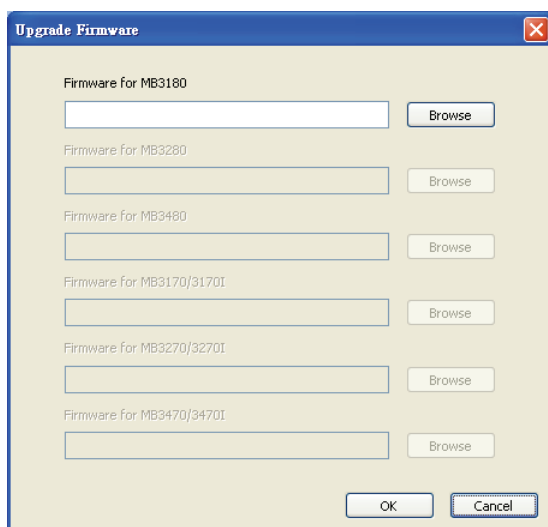 Upgrade Firmware
Firmware for MB3180
Browse
Firmware for MB3280
Browse
Firmware for MB3480
Browse
Firmware for MB3170/3170I
Browse
Firmware for MB3270/3270I
Browse
Firmware for MB3470/3470I
Browse
OK Cancel